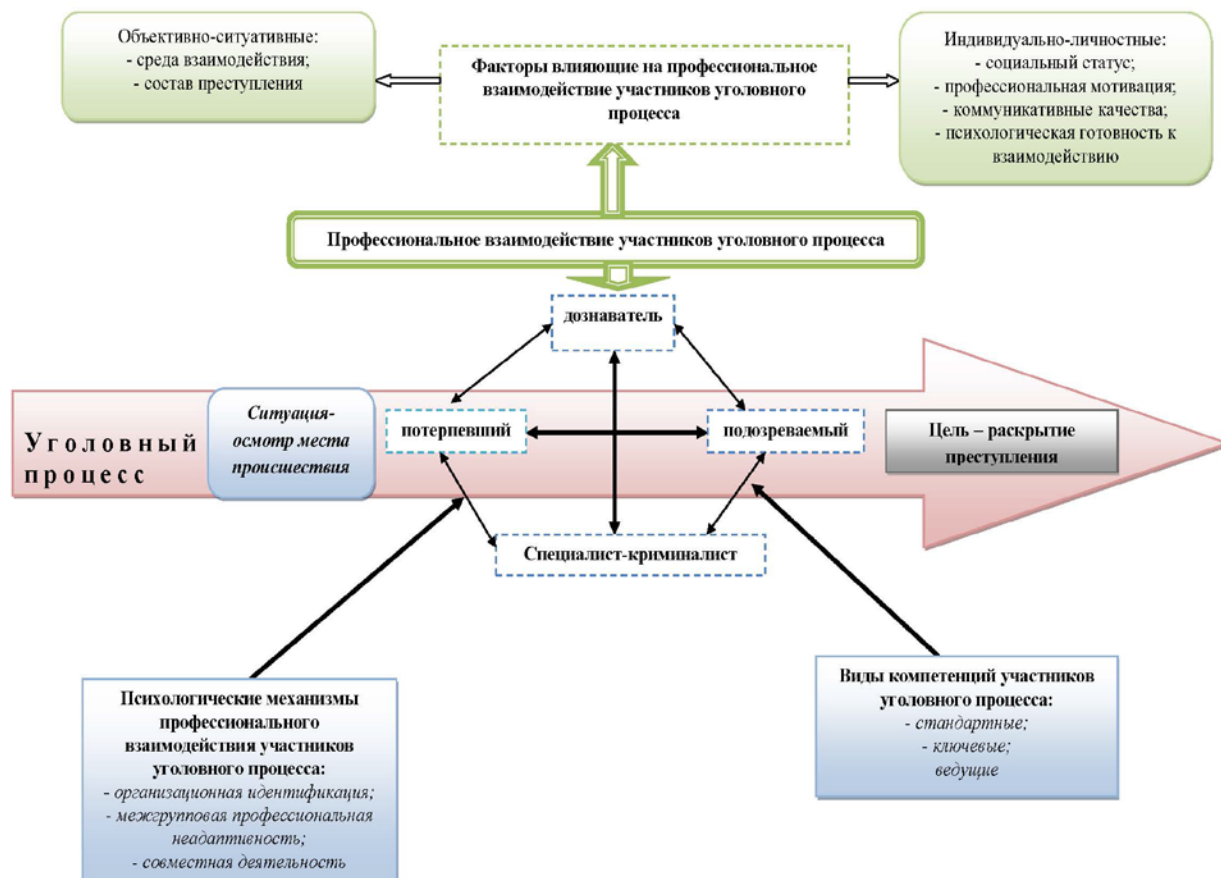 Объективно-ситуативные:
- среда взаимодействия;
- состав преступления
Факторы влияющие на профессиональное
взаимодействие участников уголовного
процесса
Индивидуально-личностные:
- социальный статус;
- профессиональная мотивация;
- коммуникативные качества;
- психологическая готовность к
взаимодействию
Профессиональное взаимодействие участников уголовного процесса
дознаватель
Уголовный
процесс
Ситуация-
осмотр места
происшествия
потерпевший
подозреваемый
Цель – раскрытие
преступления
Специалист-криминалист
Психологические механизмы
профессионального
взаимодействия участников
уголовного процесса:
- организационная идентификация;
- межгрупповая профессиональная
неадаптивность;
- совместная деятельность
Виды компетенций участников
уголовного процесса:
- стандартные;
- ключевые;
ведущие